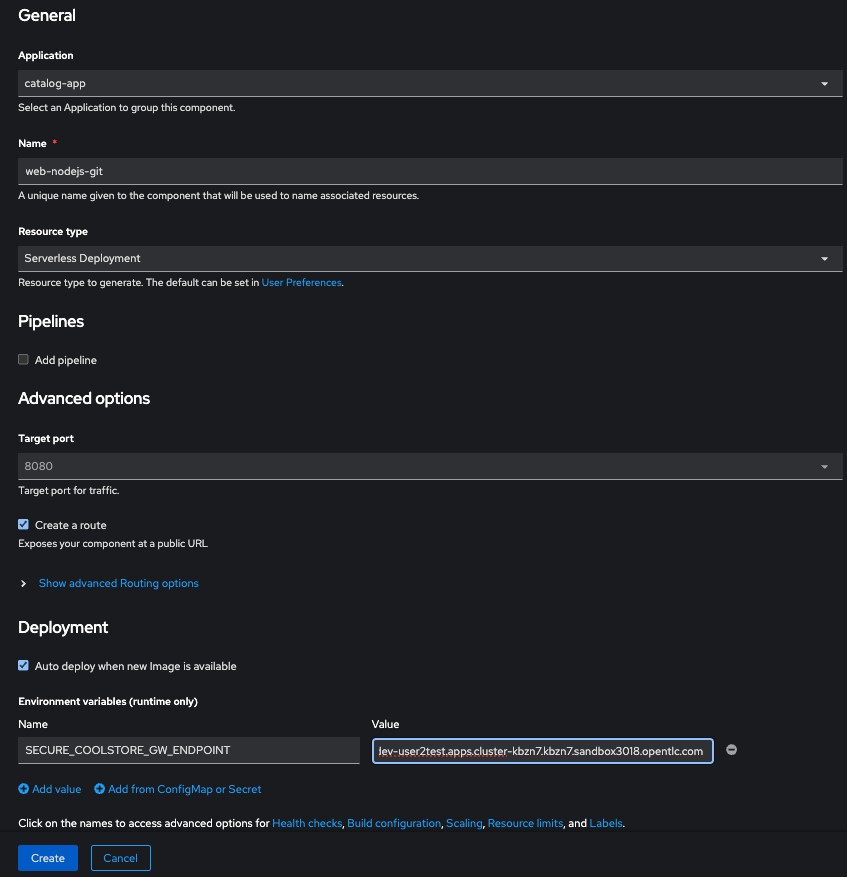 General
Application
catalog-app
Select an Application to group this component.
Name *
web-nodejs-git
A unique name given to the component that will be used to name associated resources.
Resource type
Serverless Deployment
Resource type to generate. The default can be set in User Preferences.
Pipelines
Add pipeline
Advanced options
Target port
8080
Target port for traffic.
Create a route
Exposes your component at a public URL
Show advanced Routing options
Deployment
Auto deploy when new Image is available
Environment variables (runtime only)
Name Value
SECURE_COOLSTORE_GW_ENDPOINT dev-user2test.apps.cluster-kbzn7.kbzn7.sandbox3018.opentlc.com
Add value Add from ConfigMap or Secret
Click on the names to access advanced options for Health checks, Build configuration, Scaling, Resource limits, and Labels.
Create Cancel